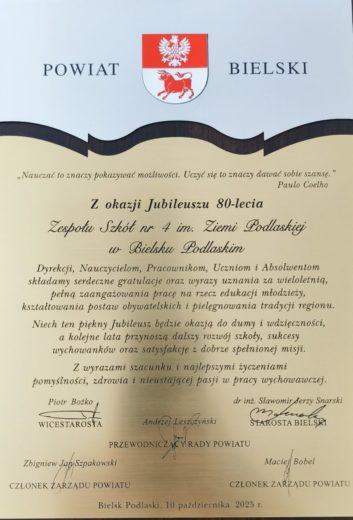 POWIAT BIELSKI
„Nauczać to znaczy pokazywać możliwości. Uczyć się to znaczy dawać sobie szansę."
Paulo Coelho
Z okazji Jubileuszu 80-lecia
Zespołu Szkół nr 4 im. Ziemi Podlaskiej
w Bielsku Podlaskim
Dyrekcji, Nauczycielom, Pracownikom, Uczniom i Absolwentom
składamy serdeczne gratulacje oraz wyrazy uznania za wieloletnią,
pełną zaangażowania pracę na rzecz edukacji młodzieży,
kształtowania postaw obywatelskich i pielęgnowania tradycji regionu.
Niech ten piękny Jubileusz będzie okazją do dumy i wdzięczności,
a kolejne lata przynoszą dalszy rozwój szkoły, sukcesy
wychowanków oraz satysfakcję z dobrze spełnionej misji.
Z wyrazami szacunku i najlepszymi życzeniami
pomyślności, zdrowia i nieustającej pasji w pracy wychowawczej.
Piotr Bożko
WICESTAROSTA
Andrzej Leszczyński
PRZEWODNICZĄCY RADY POWIATU
dr inż. Sławomir Jerzy Snarski
STAROSTA BIELSKI
Zbigniew Jan Szpakowski
CZŁONEK ZARZĄDU POWIATU
Maciej Bobel
CZŁONEK ZARZĄDU POWIATU
Bielsk Podlaski, 10 października 2025 r.